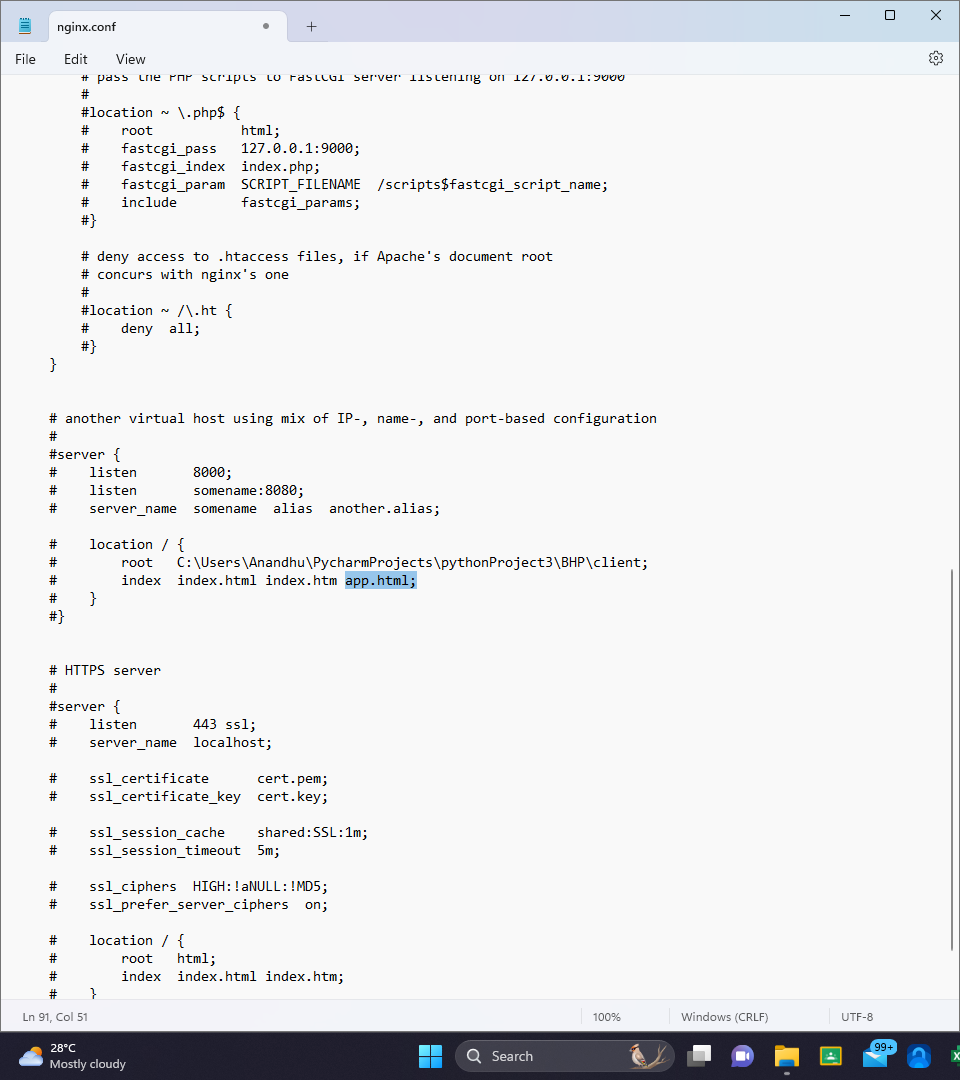 nginx.conf
File Edit View
# pass the PHP scripts to FastCGI server listening on 127.0.0.1:9000
#
#location ~ \.php$ {
#    root           html;
#    fastcgi_pass   127.0.0.1:9000;
#    fastcgi_index  index.php;
#    fastcgi_param  SCRIPT_FILENAME  /scripts$fastcgi_script_name;
#    include        fastcgi_params;
#}
# deny access to .htaccess files, if Apache's document root
# concurs with nginx's one
#
#location ~ /\.ht {
#    deny  all;
#}
}
# another virtual host using mix of IP-, name-, and port-based configuration
#
#server {
#    listen       8000;
#    listen       somename:8080;
#    server_name  somename  alias  another.alias;
#    location / {
#        root   C:\Users\Anandhu\PycharmProjects\pythonProject3\BHP\client;
#        index  index.html index.htm app.html;
#    }
#}
# HTTPS server
#
#server {
#    listen       443 ssl;
#    server_name  localhost;
#    ssl_certificate      cert.pem;
#    ssl_certificate_key  cert.key;
#    ssl_session_cache    shared:SSL:1m;
#    ssl_session_timeout  5m;
#    ssl_ciphers  HIGH:!aNULL:!MD5;
#    ssl_prefer_server_ciphers  on;
#    location / {
#        root   html;
#        index  index.html index.htm;
#    }
Ln 91, Col 51 100% Windows (CRLF) UTF-8
28°C
Mostly cloudy
Search
99+